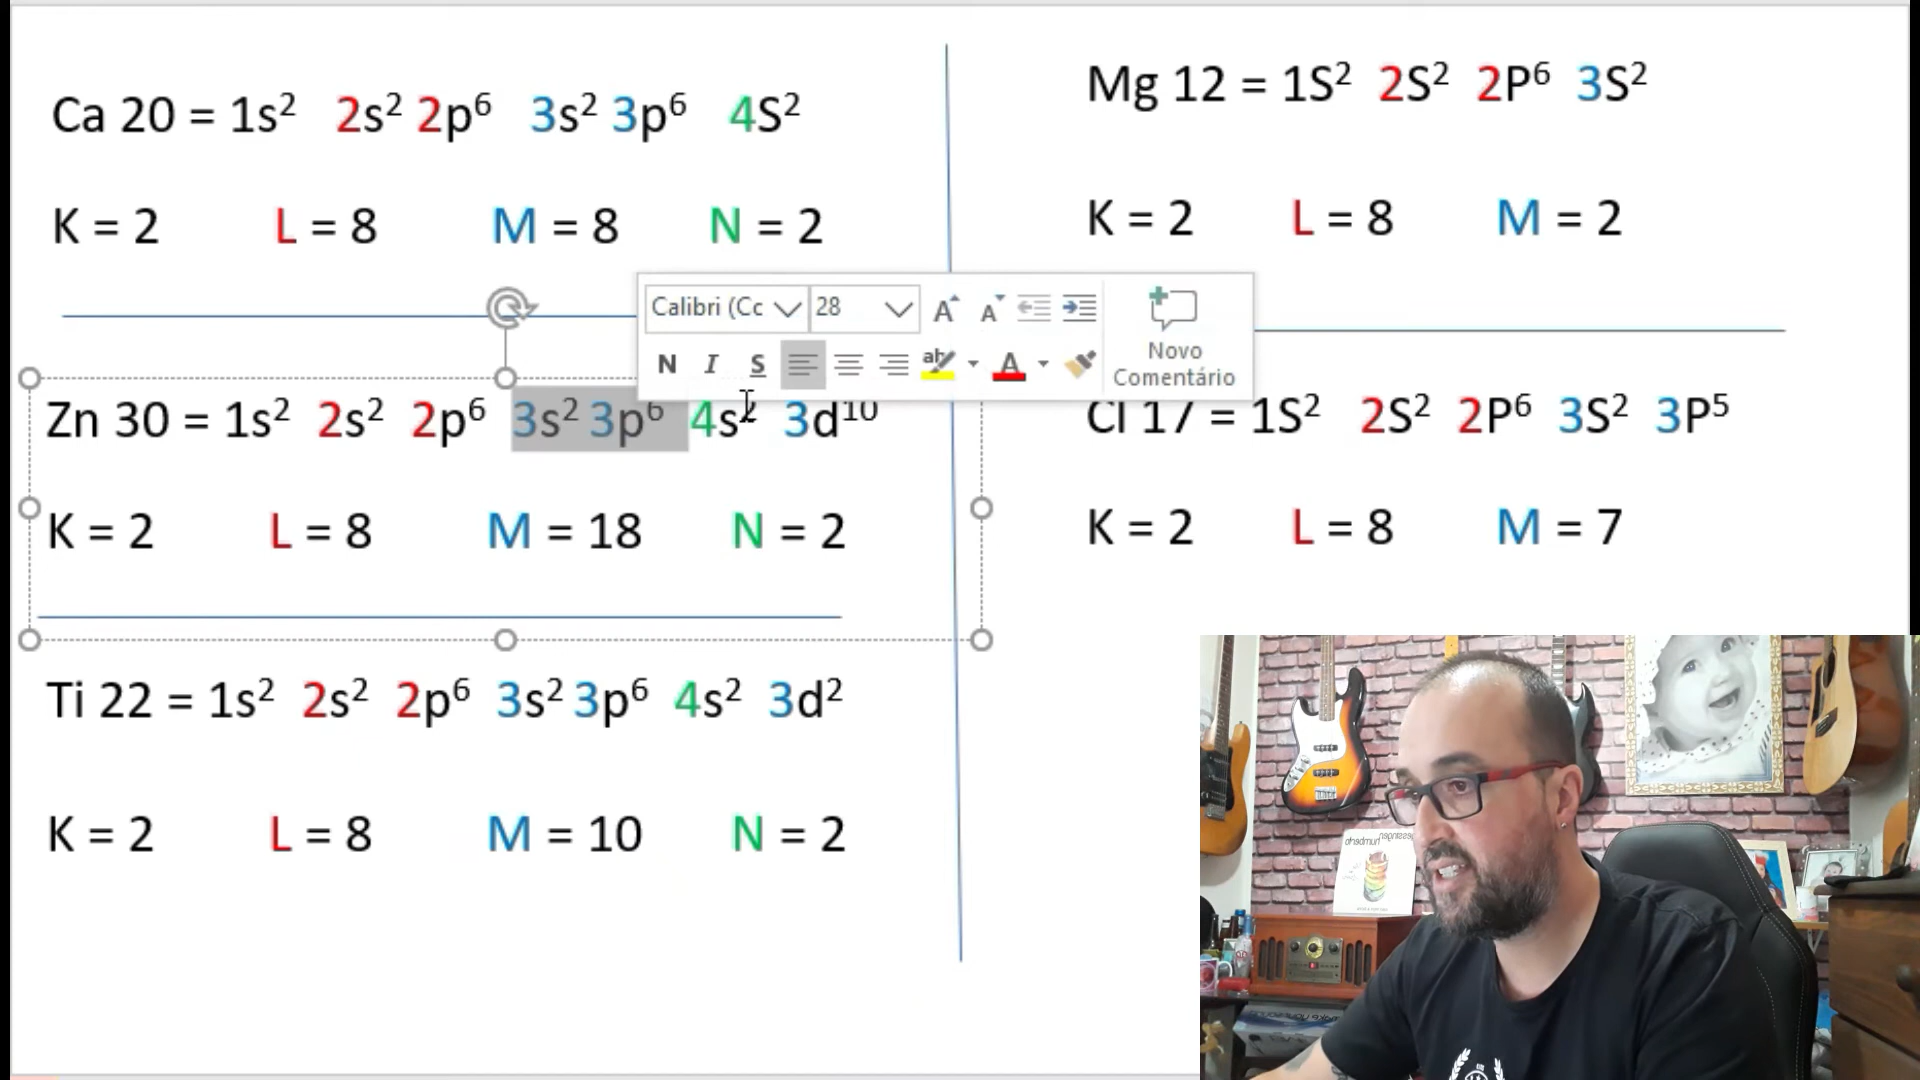 Ca 20 = 1s² 2s² 2p⁶ 3s² 3p⁶ 4S²
K = 2 L = 8 M = 8 N = 2
Mg 12 = 1S² 2S² 2P⁶ 3S²
K = 2 L = 8 M = 2
Calibri (Cc 28
N I S
Novo
Comentário
Zn 30 = 1s² 2s² 2p⁶ 3s² 3p⁶ 4s² 3d¹⁰
K = 2 L = 8 M = 18 N = 2
Cl 17 = 1S² 2S² 2P⁶ 3S² 3P⁵
K = 2 L = 8 M = 7
Ti 22 = 1s² 2s² 2p⁶ 3s² 3p⁶ 4s² 3d²
K = 2 L = 8 M = 10 N = 2
humberto